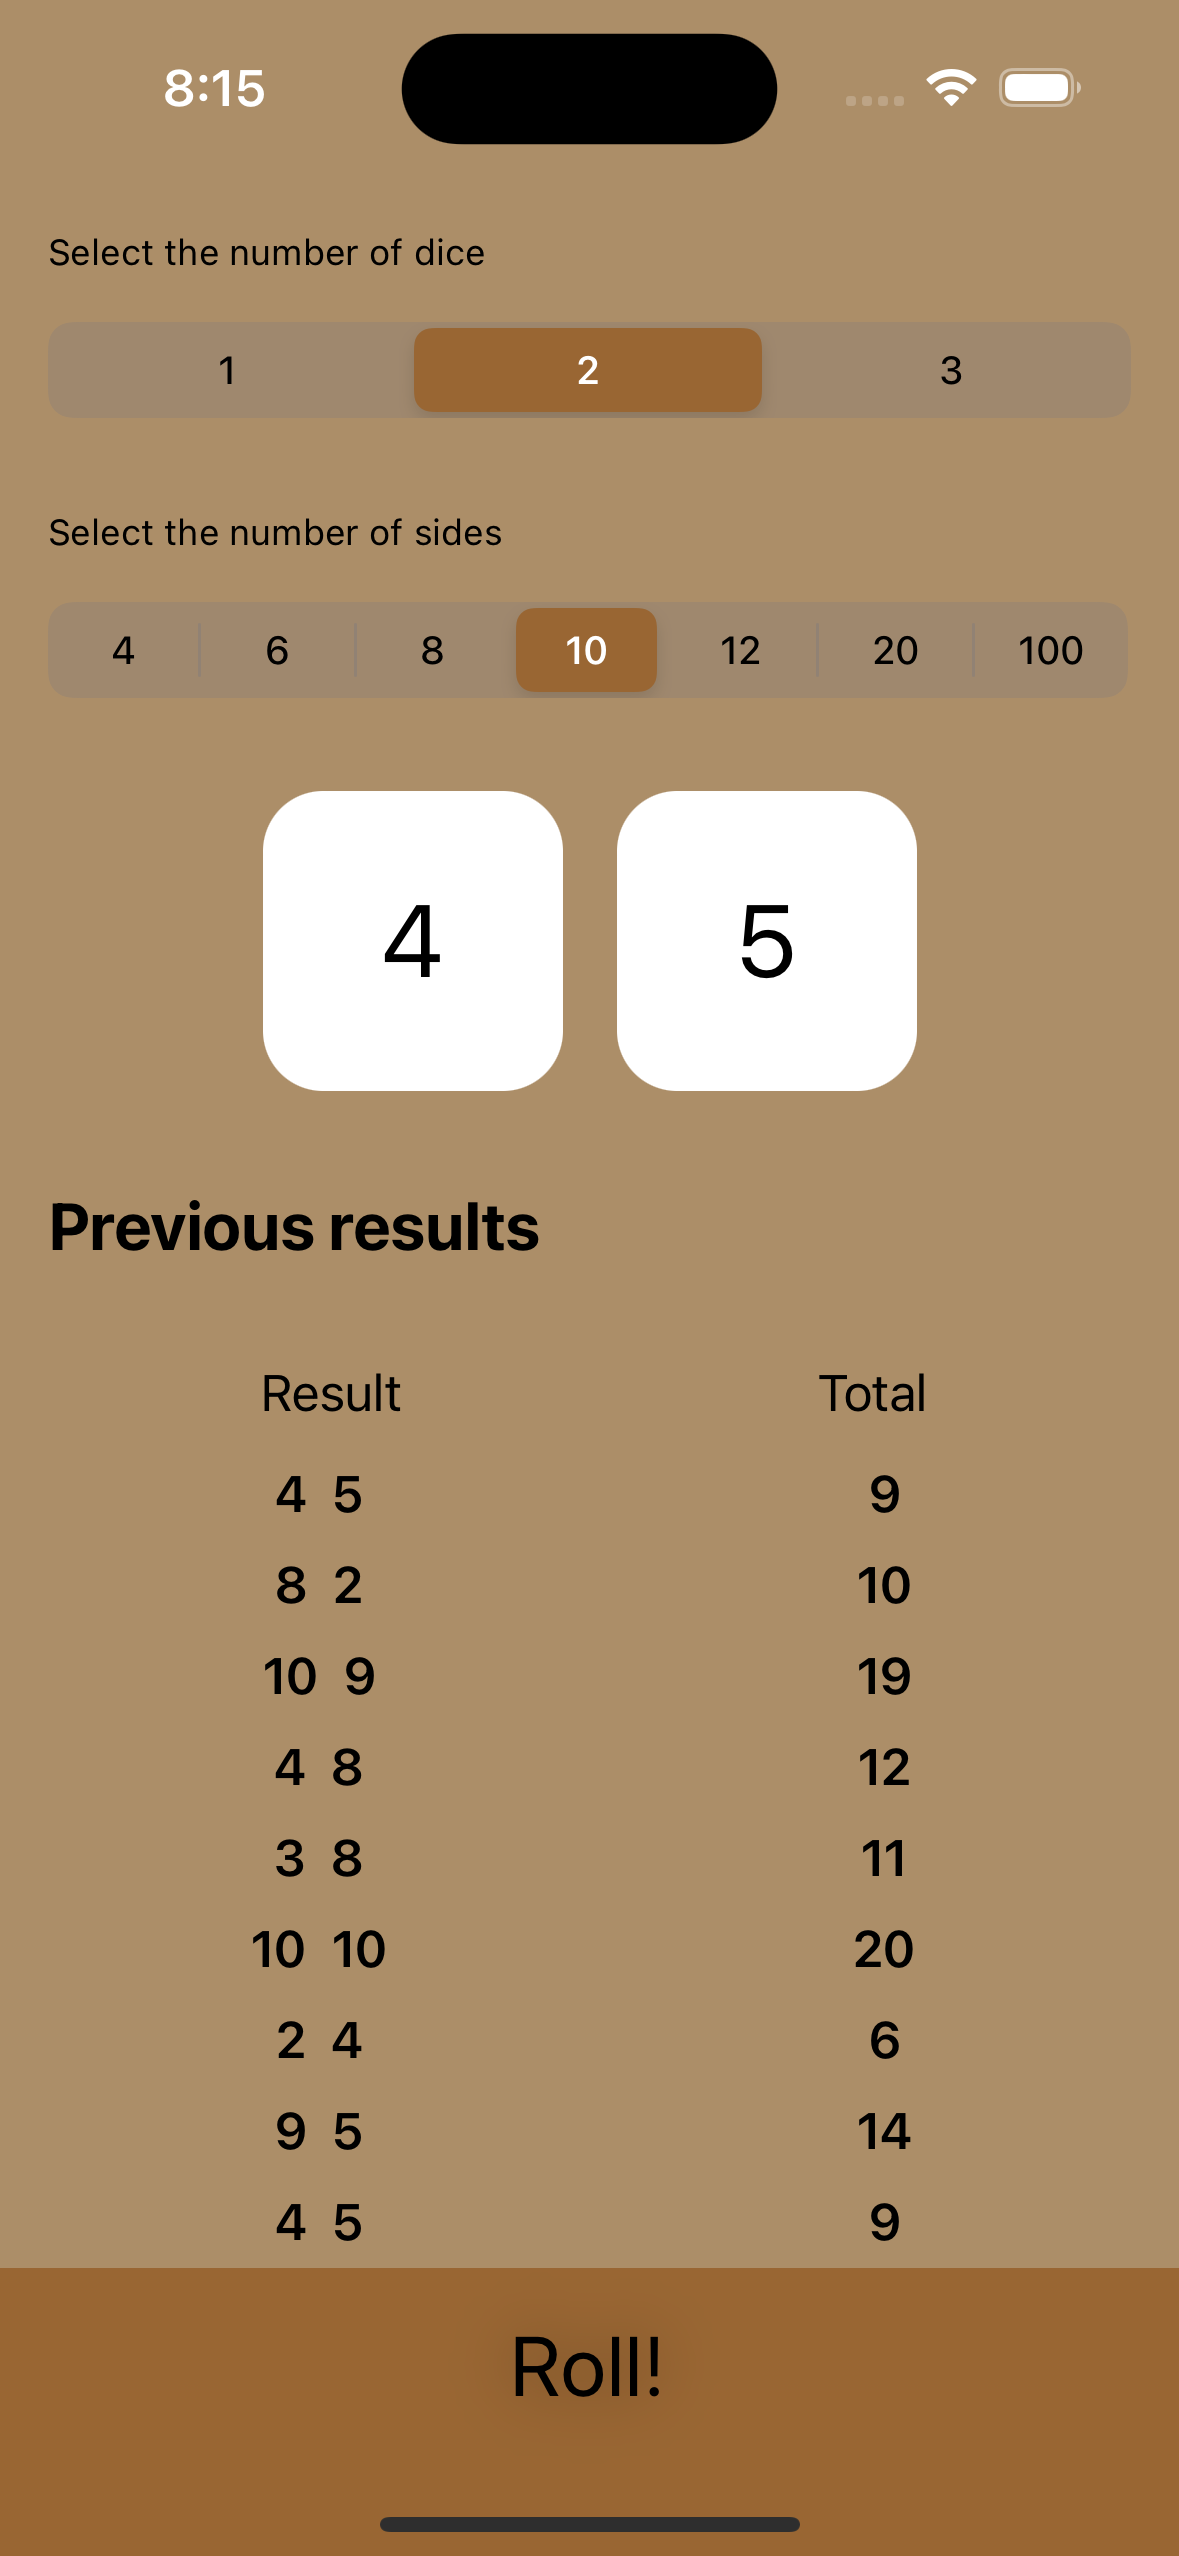 8:15
Select the number of dice
1 2 3
Select the number of sides
4 6 8 10 12 20 100
4 5
Previous results
Result Total
4 5 9
8 2 10
10 9 19
4 8 12
3 8 11
10 10 20
2 4 6
9 5 14
4 5 9
Roll!